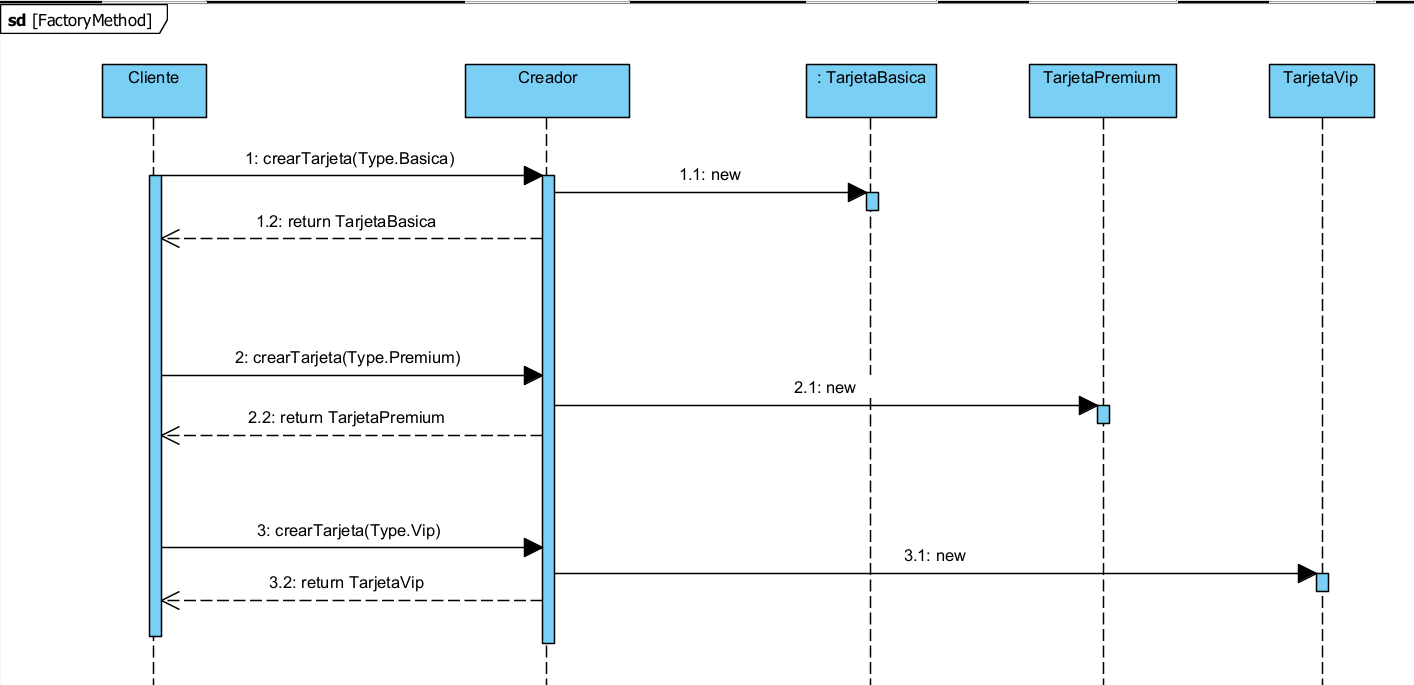 sd [FactoryMethod]
Cliente
Creador
: TarjetaBasica
TarjetaPremium
TarjetaVip
1: crearTarjeta(Type.Basica)
1.1: new
1.2: return TarjetaBasica
2: crearTarjeta(Type.Premium)
2.1: new
2.2: return TarjetaPremium
3: crearTarjeta(Type.Vip)
3.1: new
3.2: return TarjetaVip